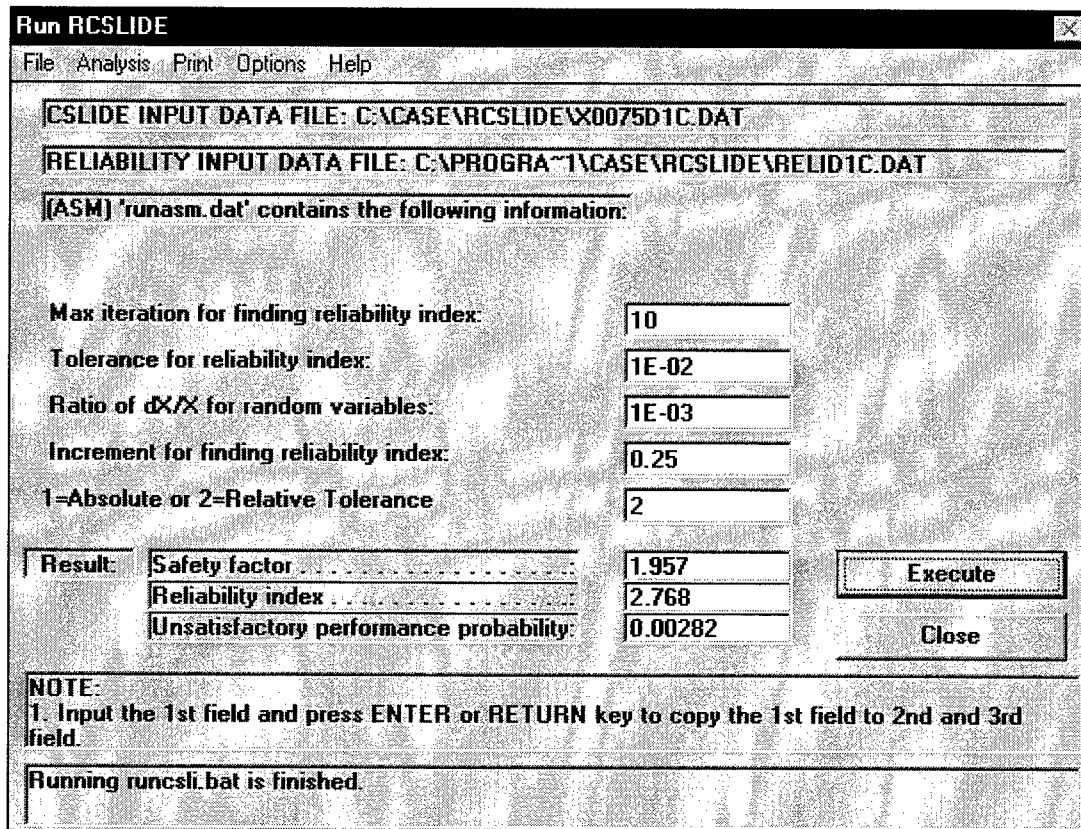 Run RCSLIDE
File Analysis Print Options Help
CSLIDE INPUT DATA FILE: C:\CASE\RCSLIDE\X0075D1C.DAT
RELIABILITY INPUT DATA FILE: C:\PROGRA~1\CASE\RCSLIDE\RELID1C.DAT
(ASM) 'runasm.dat' contains the following information:
Max iteration for finding reliability index: 10
Tolerance for reliability index: 1E-02
Ratio of dX/X for random variables: 1E-03
Increment for finding reliability index: 0.25
1=Absolute or 2=Relative Tolerance 2
Result: Safety factor . . . . . . . . . . . . . . . . . . : 1.957
Execute
Reliability index . . . . . . . . . . . . . . . . : 2.768
Unsatisfactory performance probability: 0.00282
Close
NOTE:
1. Input the 1st field and press ENTER or RETURN key to copy the 1st field to 2nd and 3rd
field.
Running runcsli.bat is finished.